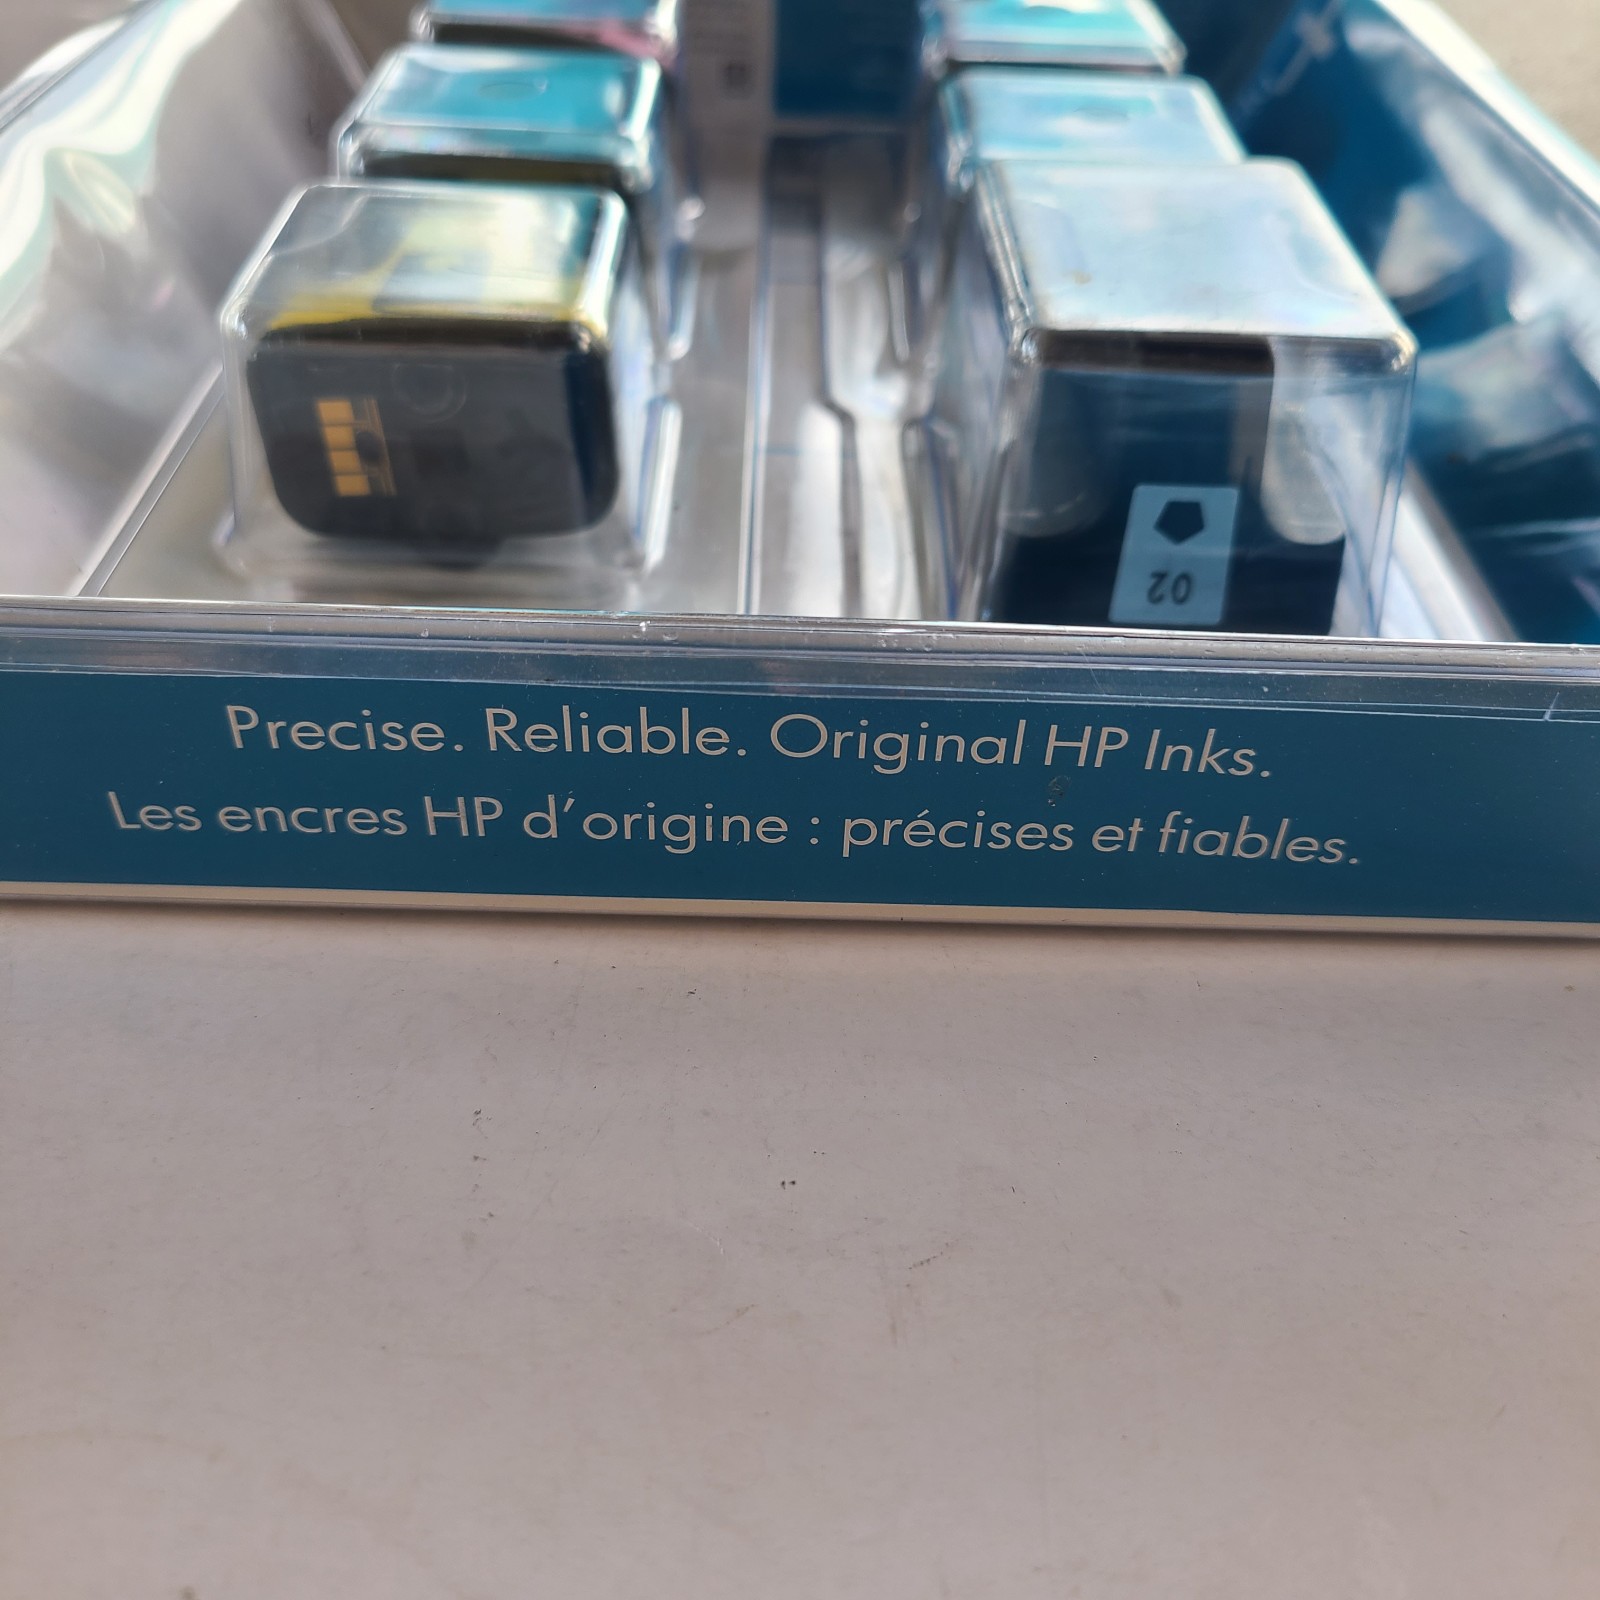 02
Precise. Reliable. Original HP Inks.
Les encres HP d'origine : précises et fiables.